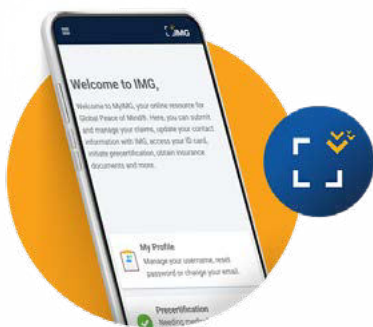 IMG
Welcome to IMG,
Welcome to MyIMG, your online resource for
Global Peace of Mind®. Here, you can submit
and manage your claims, update your contact
information with IMG, access your ID card,
initiate precertification, obtain insurance
documents and more.
My Profile
Manage your username, reset
password or change your email.
Precertification
Needing medical